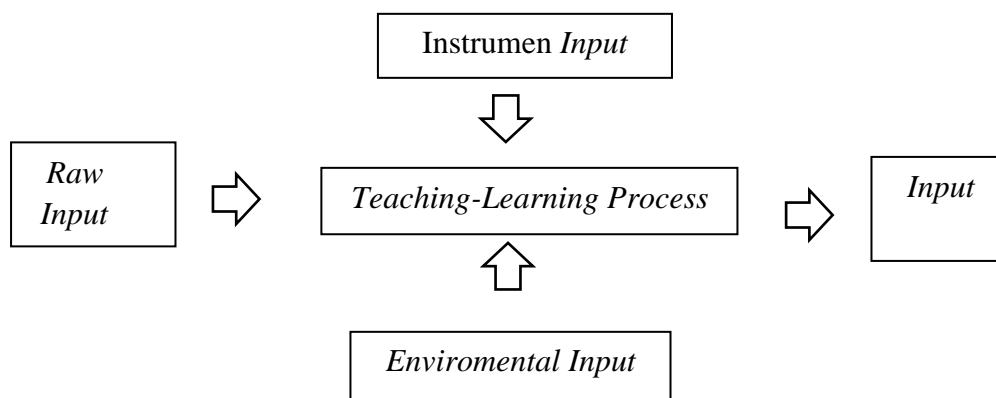 Instrumen Input
Raw
Input
Teaching-Learning Process
Input
Enviromental Input